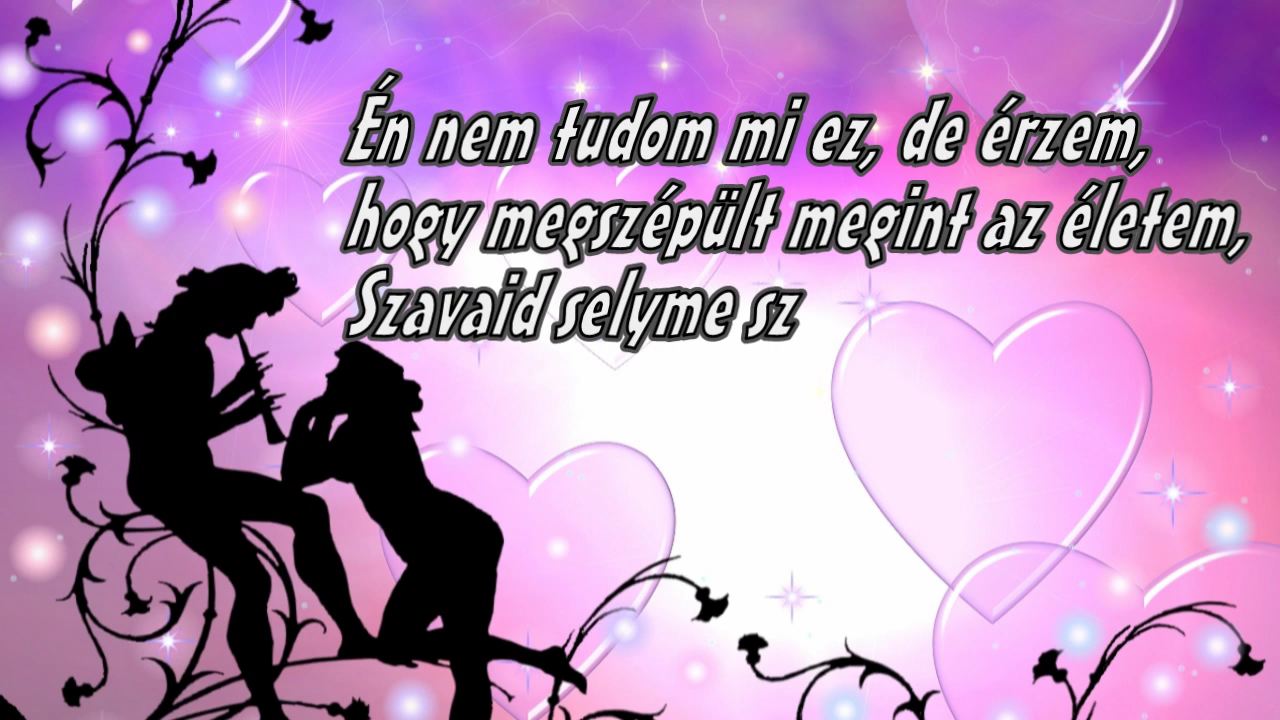 Én nem tudom mi ez, de érzem,
hogy megszépült megint az életem,
Szavaid selyme sz